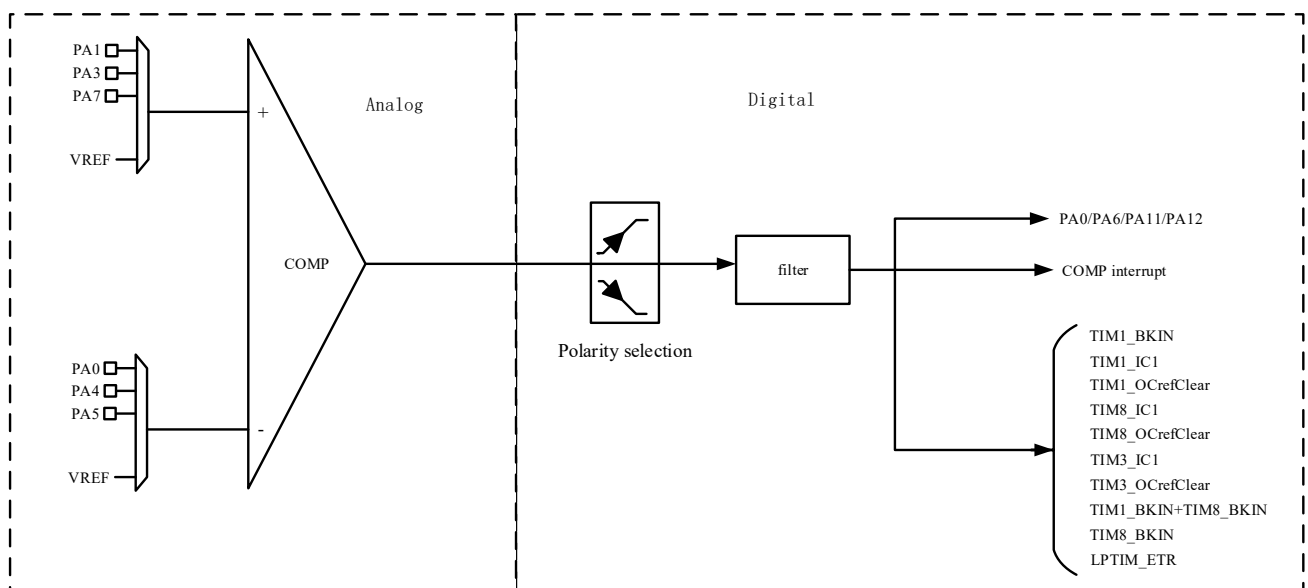 PA1
PA3
PA7
VREF
+
Analog
Digital
COMP
PA0
PA4
PA5
VREF
-
Polarity selection
filter
PA0/PA6/PA11/PA12
COMP interrupt
TIM1_BKIN
TIM1_IC1
TIM1_OCrefClear
TIM8_IC1
TIM8_OCrefClear
TIM3_IC1
TIM3_OCrefClear
TIM1_BKIN+TIM8_BKIN
TIM8_BKIN
LPTIM_ETR